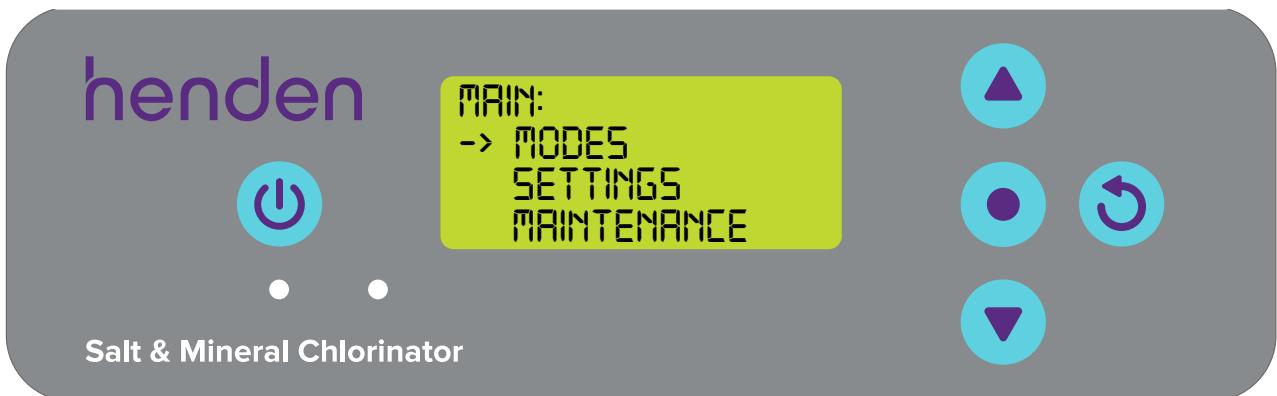 henden
MAIN:
-> MODES
SETTINGS
MAINTENANCE
Salt & Mineral Chlorinator